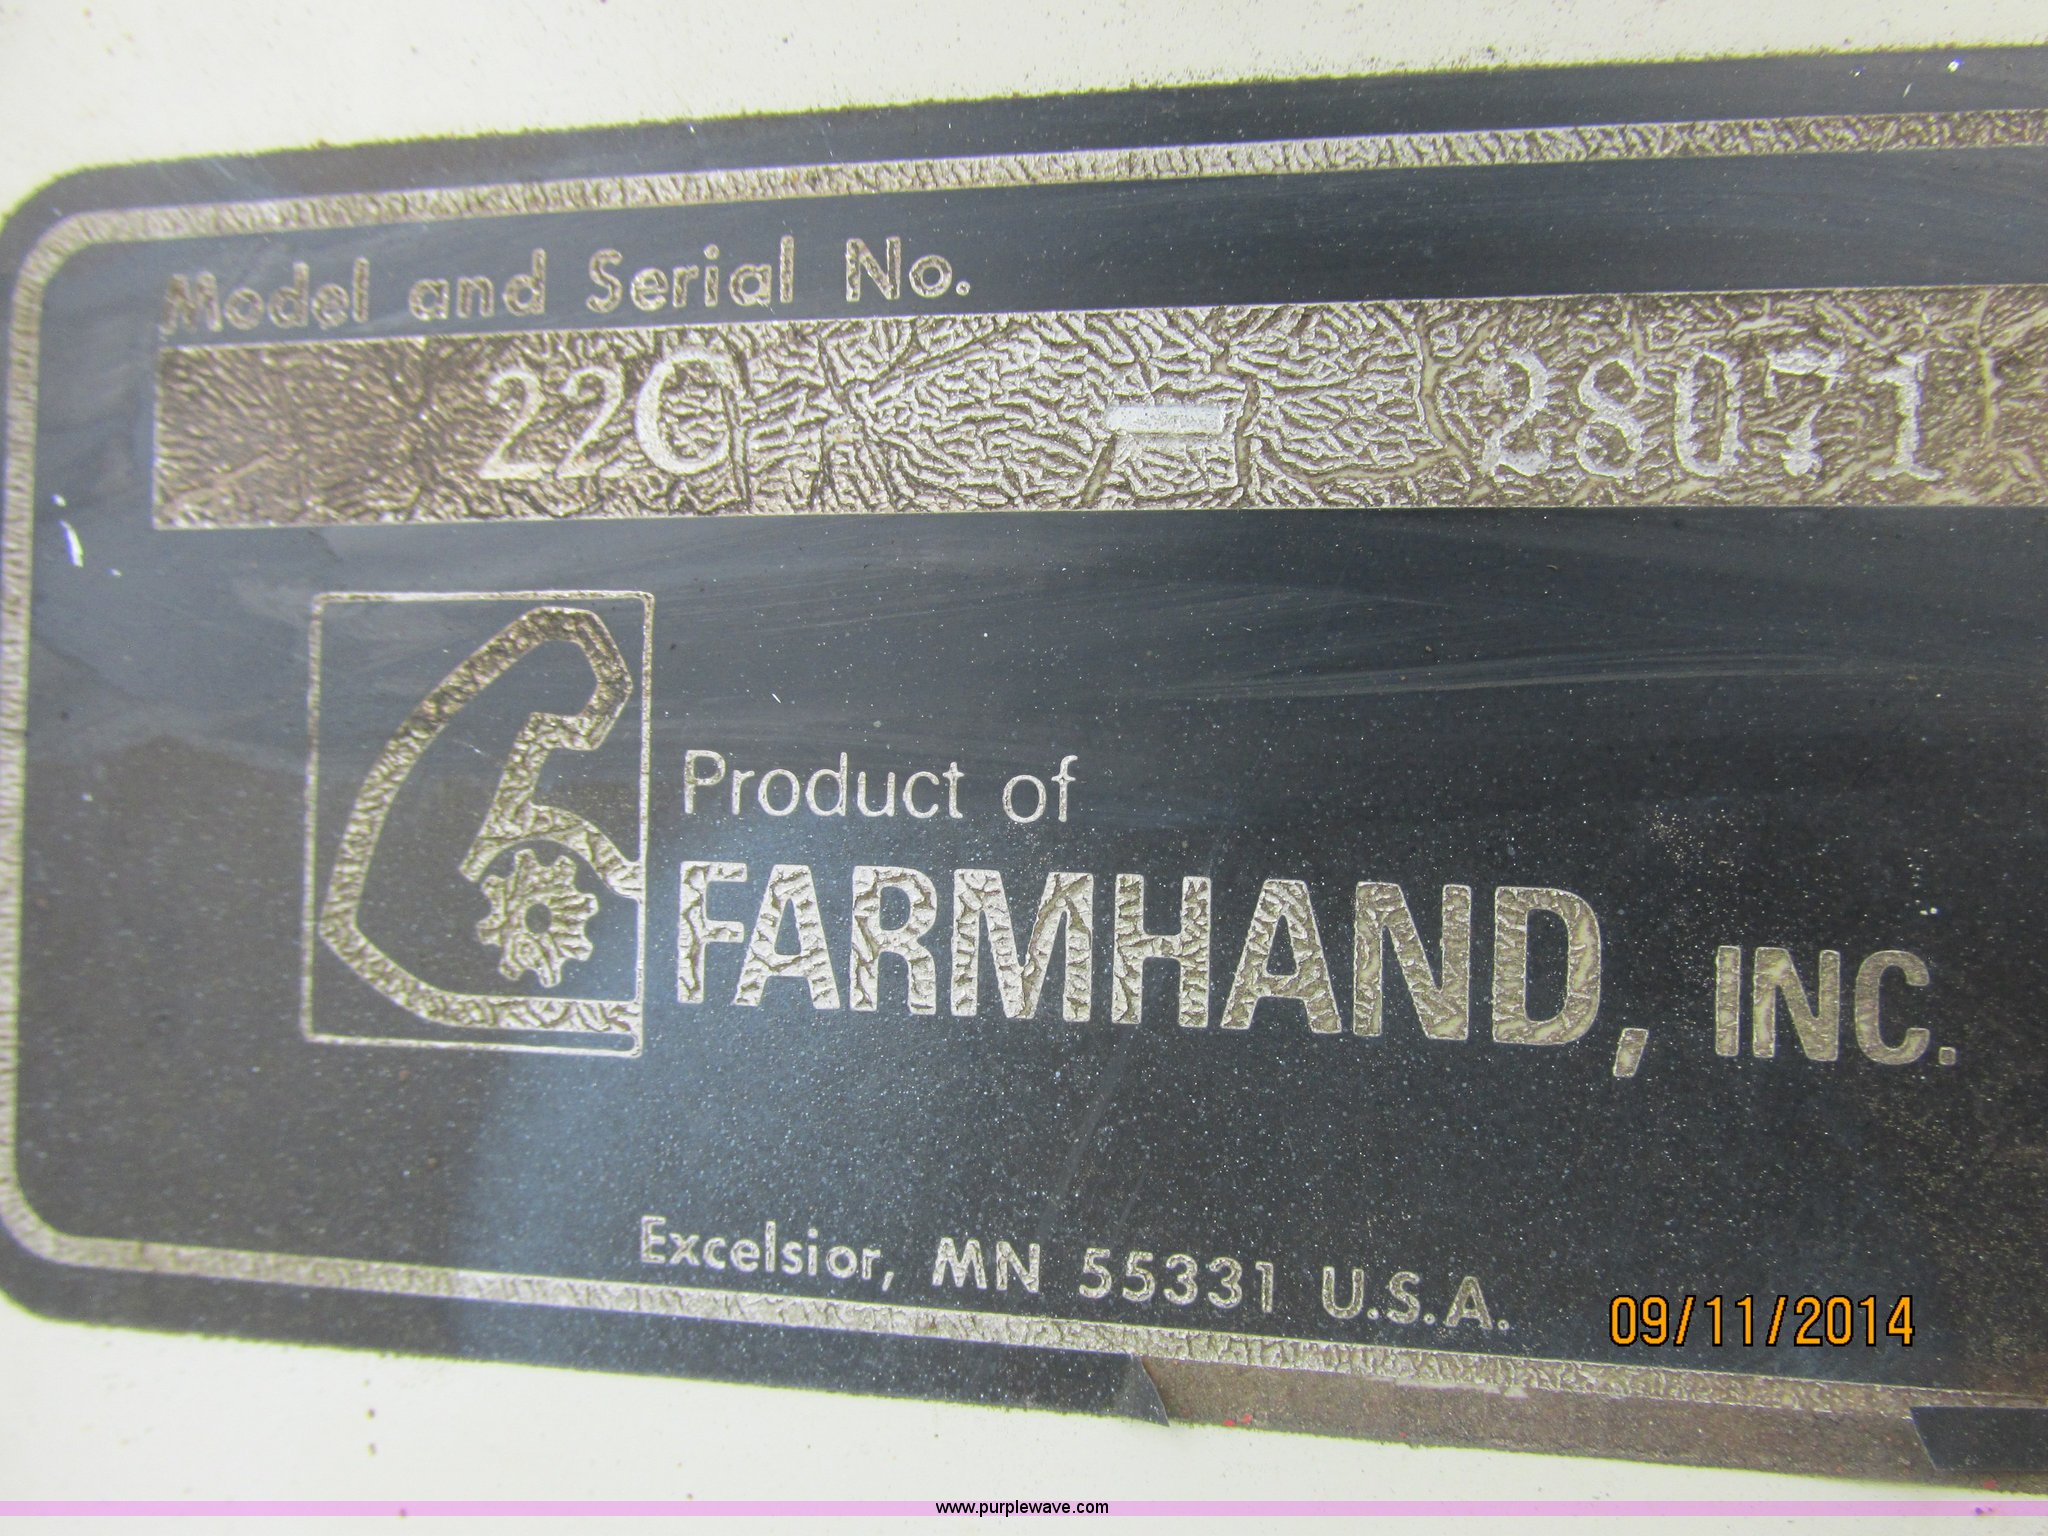 Model and Serial No.
22C - 28071
Product of
FARMHAND, INC.
Excelsior, MN 55331 U.S.A.
09/11/2014
www.purplewave.com